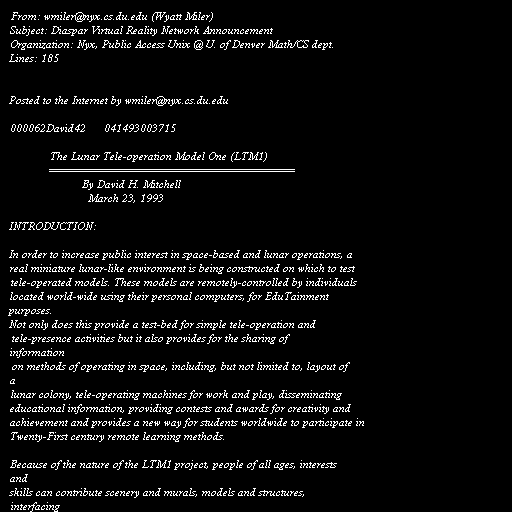 From: wmiler@nyx.cs.du.edu (Wyatt Miler)
Subject: Diaspar Virtual Reality Network Announcement
Organization: Nyx, Public Access Unix @ U. of Denver Math/CS dept.
Lines: 185
Posted to the Internet by wmiler@nyx.cs.du.edu
000062David42 041493003715
The Lunar Tele-operation Model One (LTM1)
=========================================
By David H. Mitchell
March 23, 1993
INTRODUCTION:
In order to increase public interest in space-based and lunar operations, a
real miniature lunar-like environment is being constructed on which to test
tele-operated models. These models are remotely-controlled by individuals
located world-wide using their personal computers, for EduTainment
purposes.
Not only does this provide a test-bed for simple tele-operation and
tele-presence activities but it also provides for the sharing of
information
on methods of operating in space, including, but not limited to, layout of
a
lunar colony, tele-operating machines for work and play, disseminating
educational information, providing contests and awards for creativity and
achievement and provides a new way for students worldwide to participate in
Twenty-First century remote learning methods.
Because of the nature of the LTM1 project, people of all ages, interests
and
skills can contribute scenery and murals, models and structures,
interfacing